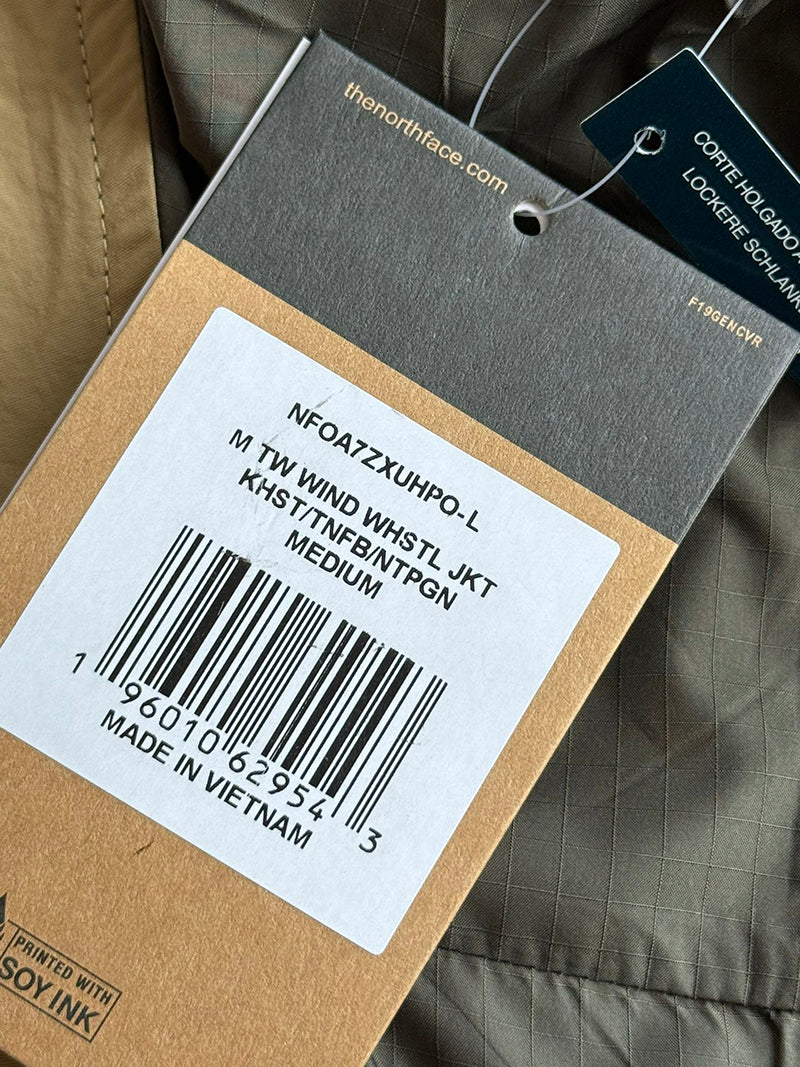 thenorthface.com
CORTE HOLGADO
LOCKERE SCHLANK
F19GENCVR
NF0A7ZXUHP0-L
M TW WIND WHSTL JKT
KHST/TNFB/NTPGN
MEDIUM
1 96010 62954 3
MADE IN VIETNAM
PRINTED WITH
SOY INK